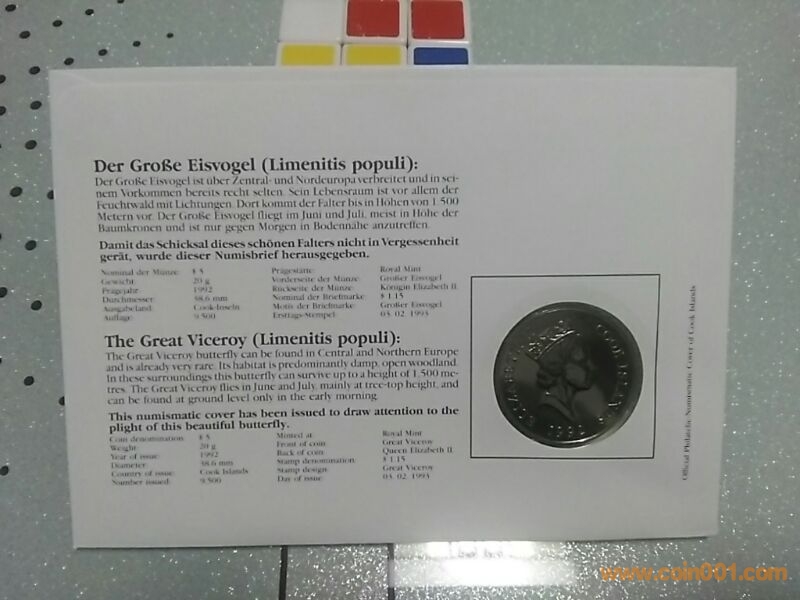 Der Große Eisvogel (Limenitis populi):
Der Große Eisvogel ist über Zentral- und Nordeuropa verbreitet und in sei-
nem Vorkommen bereits recht selten. Sein Lebensraum ist vor allem der
Feuchtwald mit Lichtungen. Dort kommt der Falter bis in Höhen von 1 500
Metern vor. Der Große Eisvogel fliegt im Juni und Juli, meist in Höhe der
Baumkronen und ist nur gegen Morgen in Bodennähe anzutreffen.
Damit das Schicksal dieses schönen Falters nicht in Vergessenheit
gerät, wurde dieser Numisbrief herausgegeben.
Nominal der Münze: $ 5 Prägestätte: Royal Mint
Gewicht: 20 g Vorderseite der Münze: Großer Eisvogel
Prägejahr: 1992 Rückseite der Münze: Königin Elizabeth II.
Durchmesser: 38.6 mm Nominal der Briefmarke: $ 1.15
Ausgabeland: Cook-Inseln Motiv der Briefmarke: Großer Eisvogel
Auflage: 9.500 Ersttags-Stempel: 03. 02. 1993
The Great Viceroy (Limenitis populi):
The Great Viceroy butterfly can be found in Central and Northern Europe
and is already very rare. Its habitat is predominantly damp, open woodland.
In these surroundings this butterfly can survive up to a height of 1,500 me-
tres. The Great Viceroy flies in June and July, mainly at tree-top height, and
can be found at ground level only in the early morning.
This numismatic cover has been issued to draw attention to the
plight of this beautiful butterfly.
Coin denomination: $ 5 Minted at: Royal Mint
Weight: 20 g Front of coin: Great Viceroy
Year of issue: 1992 Back of coin: Queen Elizabeth II.
Diameter: 38.6 mm Stamp denomination: $ 1.15
Country of issue: Cook Islands Stamp design: Great Viceroy
Number issued: 9.500 Day of issue: 03. 02. 1993
ELIZABETH II COOK ISLANDS
1992
Official Philatelic-Numismatic Cover of Cook Islands
www.coin001.com